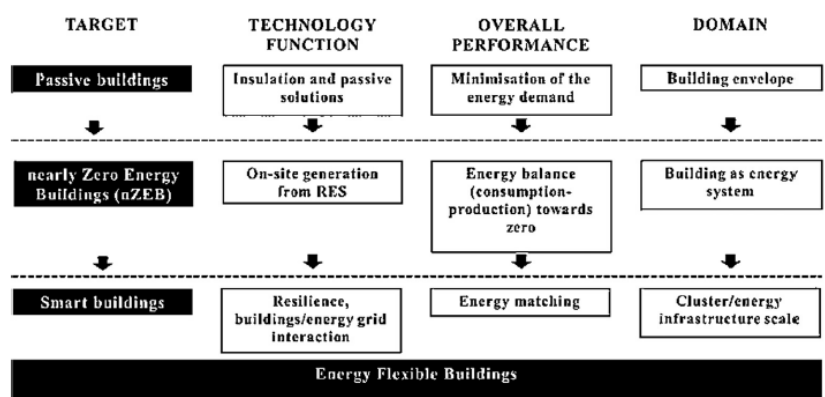 TARGET
TECHNOLOGY
FUNCTION
OVERALL
PERFORMANCE
DOMAIN
Passive buildings
Insulation and passive
solutions
Minimisation of the
energy demand
Building envelope
nearly Zero Energy
Buildings (nZEB)
On-site generation
from RES
Energy balance
(consumption-
production) towards
zero
Building as energy
system
Smart buildings
Resilience,
buildings/energy grid
interaction
Energy matching
Cluster/energy
infrastructure scale
Energy Flexible Buildings